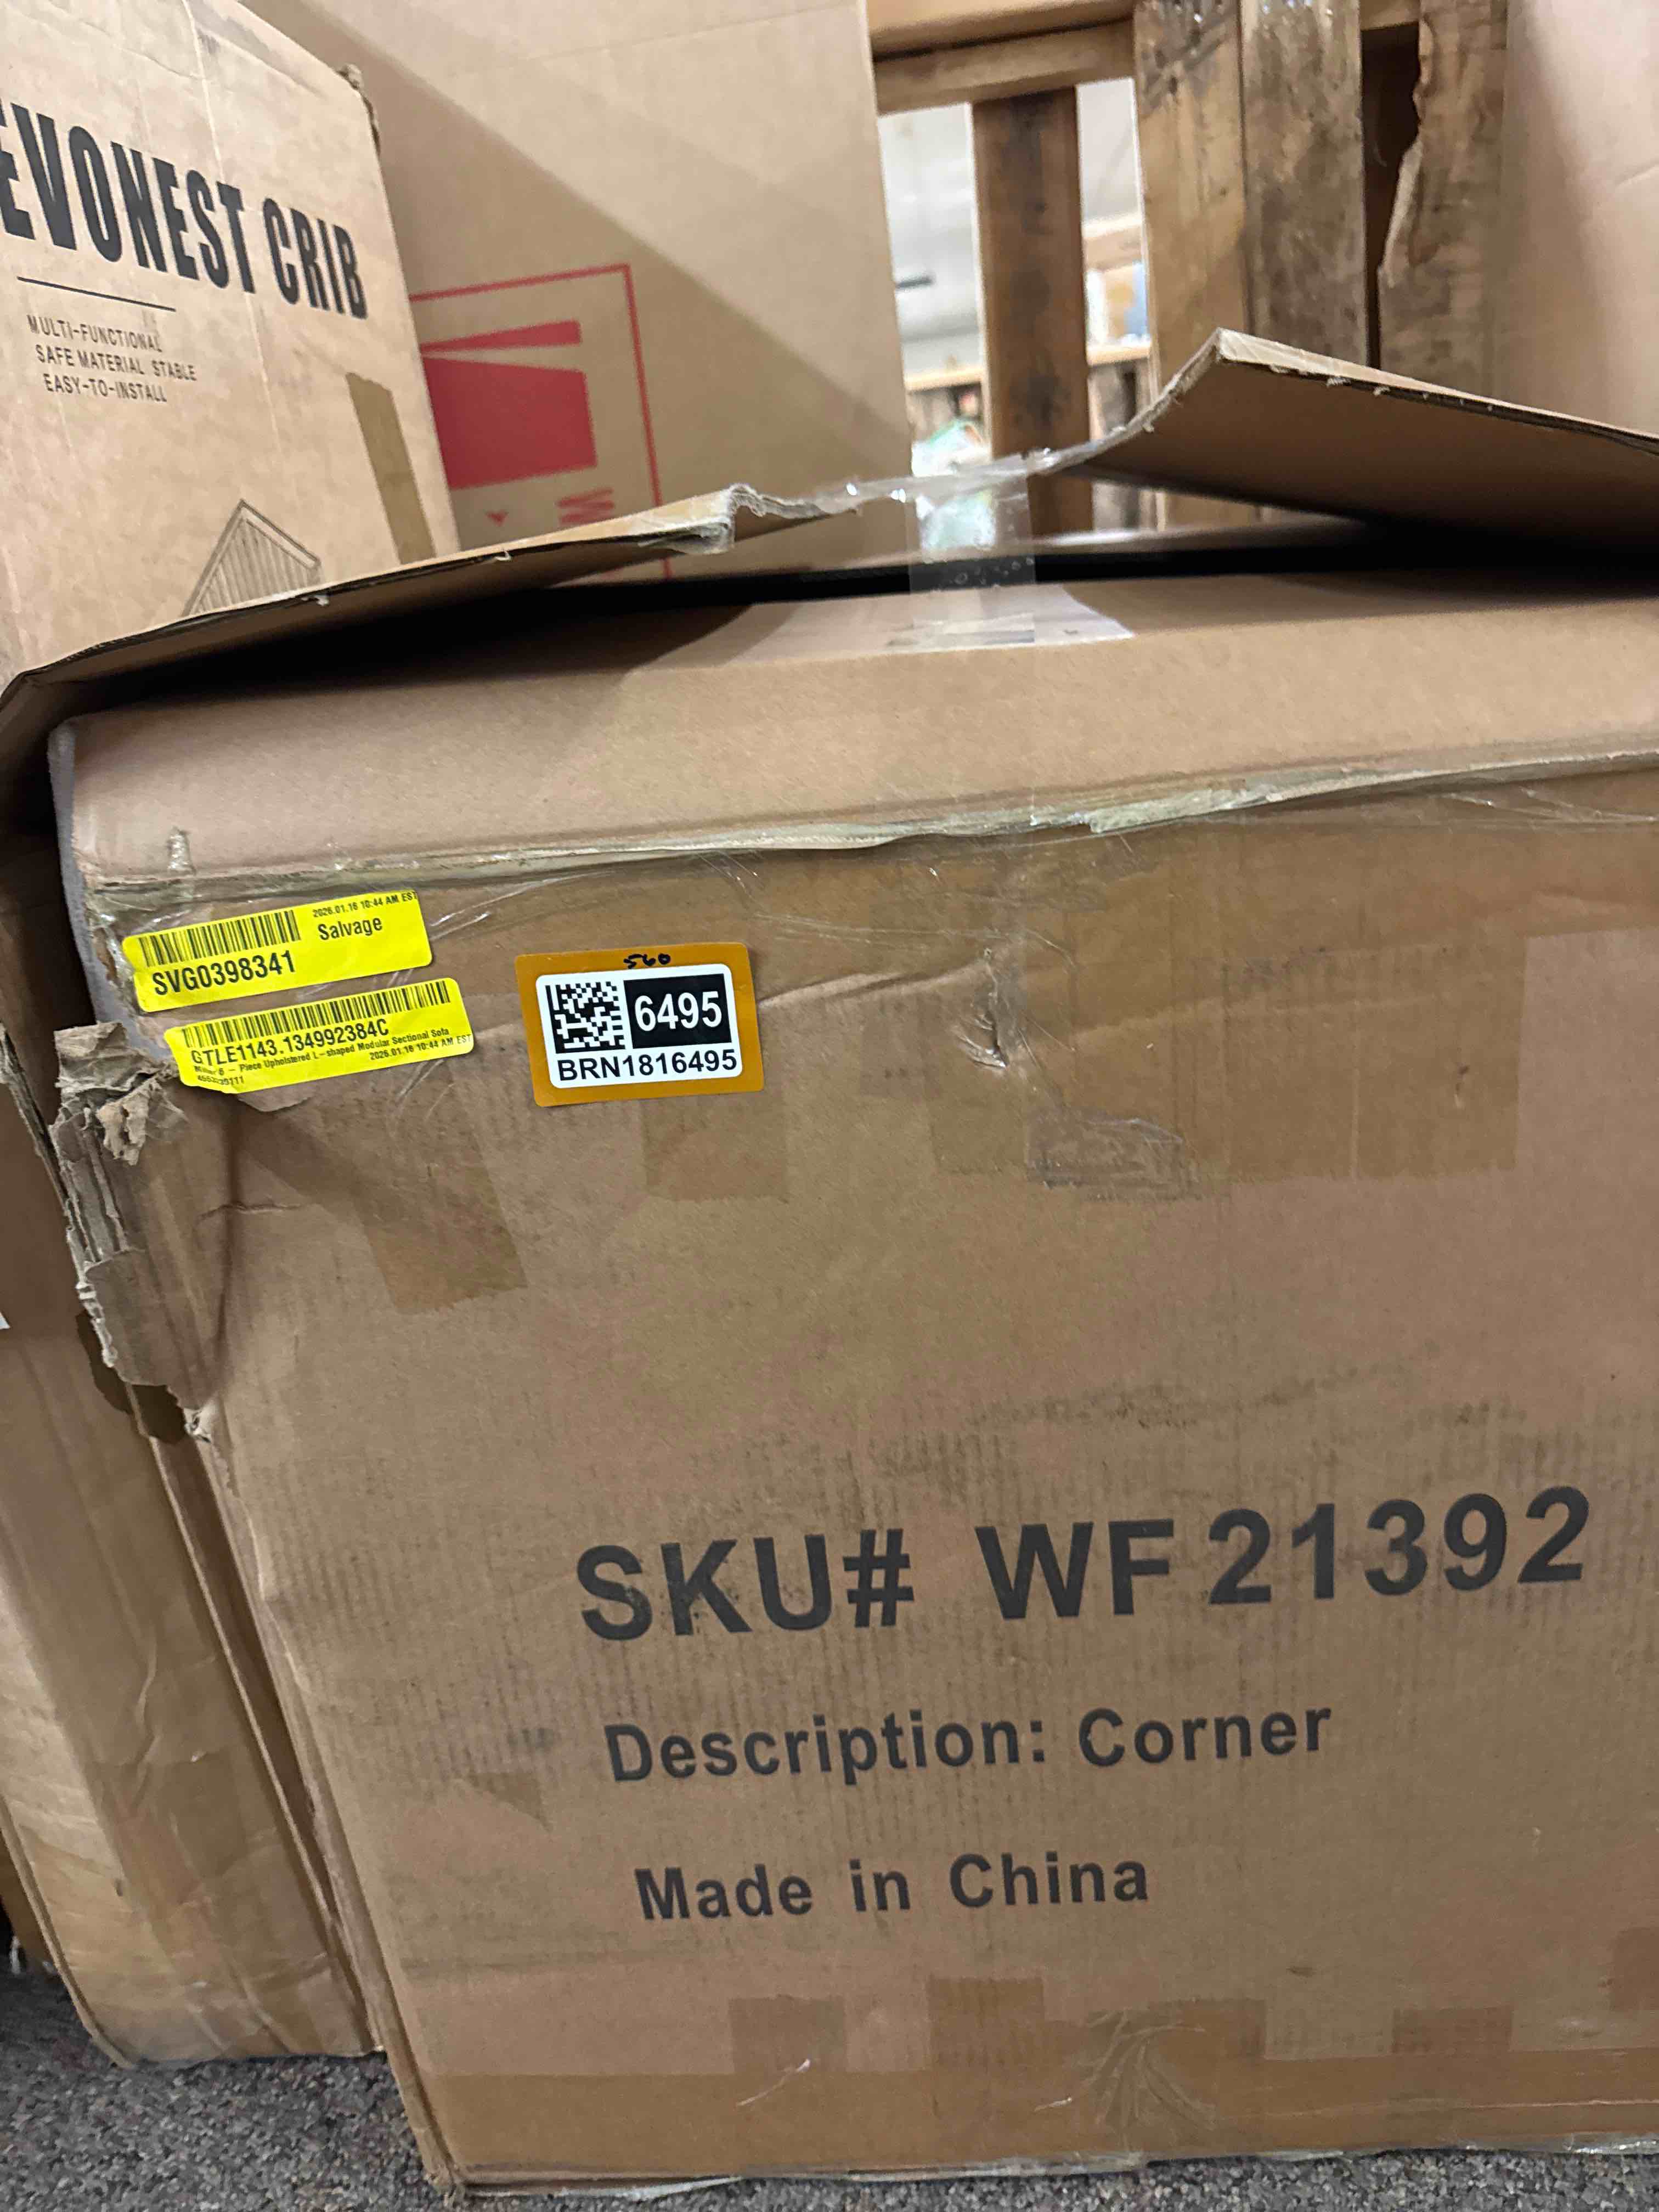 EVONEST CRIB
MULTI-FUNCTIONAL
SAFE MATERIAL STABLE
EASY-TO-INSTALL
W
2026.01.16 10:44 AM EST
Salvage
SVG0398341
GTLE1143.134992384C
6 - Piece Upholstered L-shaped Modular Sectional Sofa
2026.01.16 10:44 AM EST
560
6495
BRN1816495
SKU# WF21392
Description: Corner
Made in China